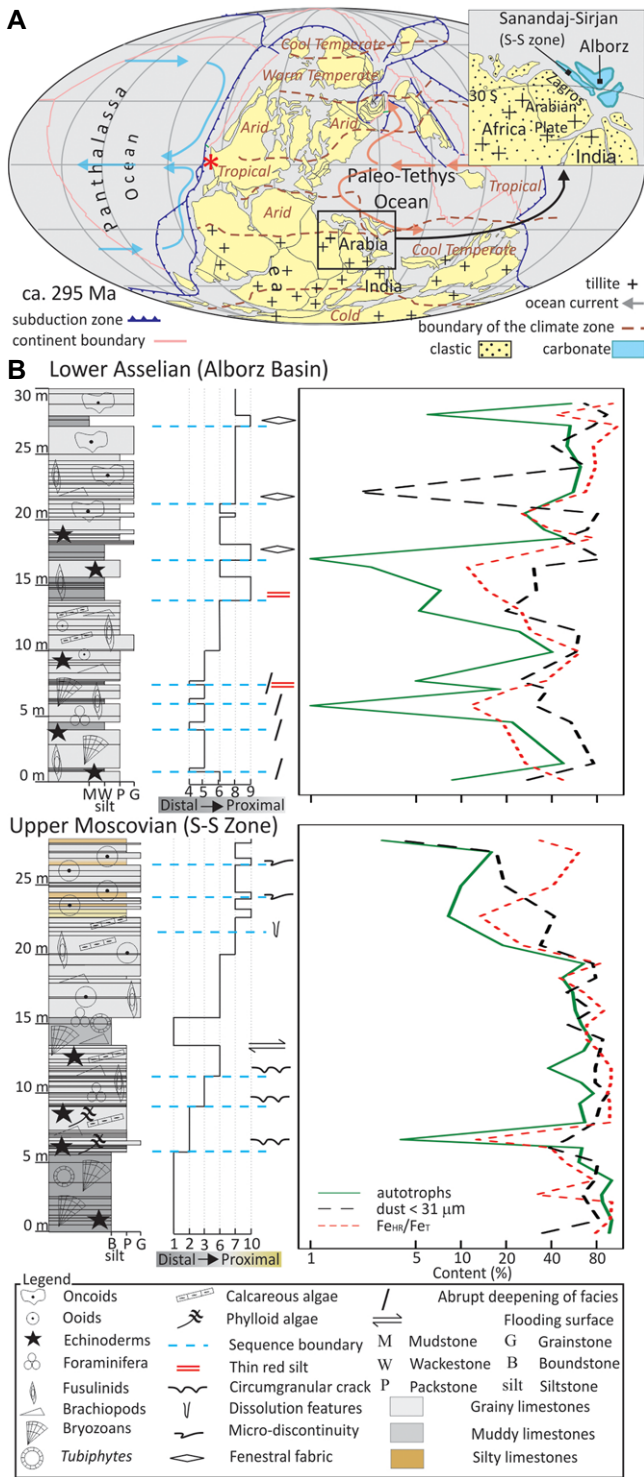 A
Sanandaj-Sirjan
(S-S zone)
Alborz
Zagros
30°S
Arabian
Africa
Plate
India
Cool Temperate
Warm Temperate
Arid
Arid
Panthalassa
Ocean
Tropical
Paleo-Tethys
Ocean
Tropical
Arid
Arabia
Cool Temperate
ea
India
Cold
ca. 295 Ma
subduction zone
continent boundary
tillite
ocean current
boundary of the climate zone
clastic
carbonate
B
Lower Asselian (Alborz Basin)
30 m
25
20
15
10
5
0 m
M W P G
silt
4 5 6 7 8 9
Distal → Proximal
Upper Moscovian (S-S Zone)
25
20
15
10
5
0 m
B P G
silt
1 2 3 4 6 7 10
Distal → Proximal
autotrophs
dust < 31 μm
FeHR/FeT
1 5 10 20 40 80
Content (%)
Legend
Oncoids
Ooids
Echinoderms
Foraminifera
Fusulinids
Brachiopods
Bryozoans
Tubiphytes
Calcareous algae
Phylloid algae
Sequence boundary
Thin red silt
Circumgranular crack
Dissolution features
Micro-discontinuity
Fenestral fabric
Abrupt deepening of facies
Flooding surface
M Mudstone G Grainstone
W Wackestone B Boundstone
P Packstone silt Siltstone
Grainy limestones
Muddy limestones
Silty limestones